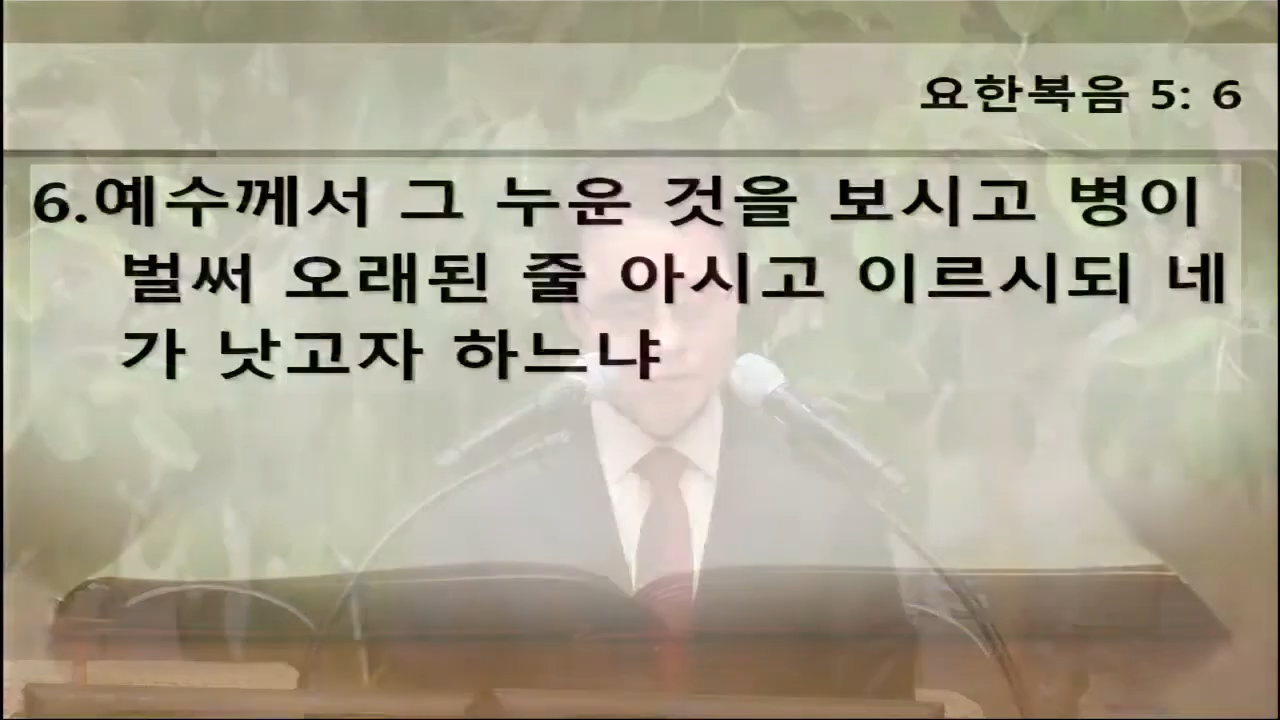 요한복음 5: 6
6.예수께서 그 누운 것을 보시고 병이
벌써 오래된 줄 아시고 이르시되 네
가 낫고자 하느냐